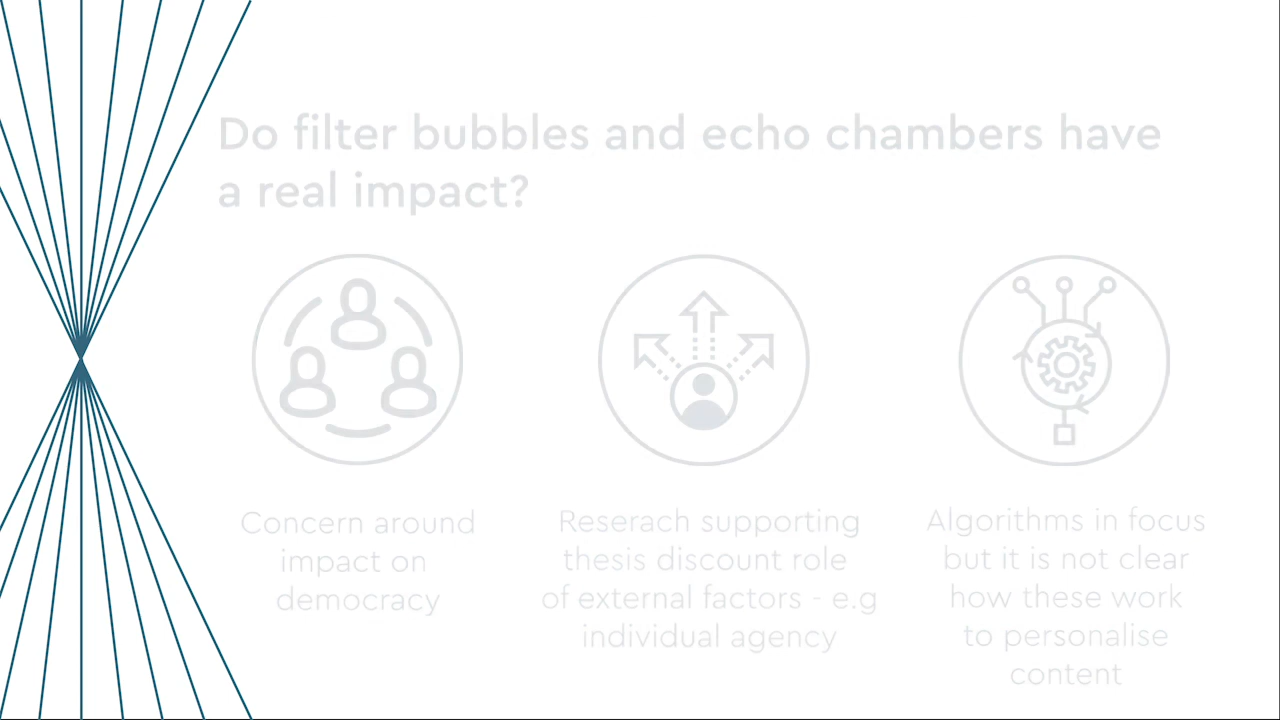 Do filter bubbles and echo chambers have
a real impact?
Concern around
impact on
democracy
Reserach supporting
thesis discount role
of external factors - e.g
individual agency
Algorithms in focus
but it is not clear
how these work
to personalise
content